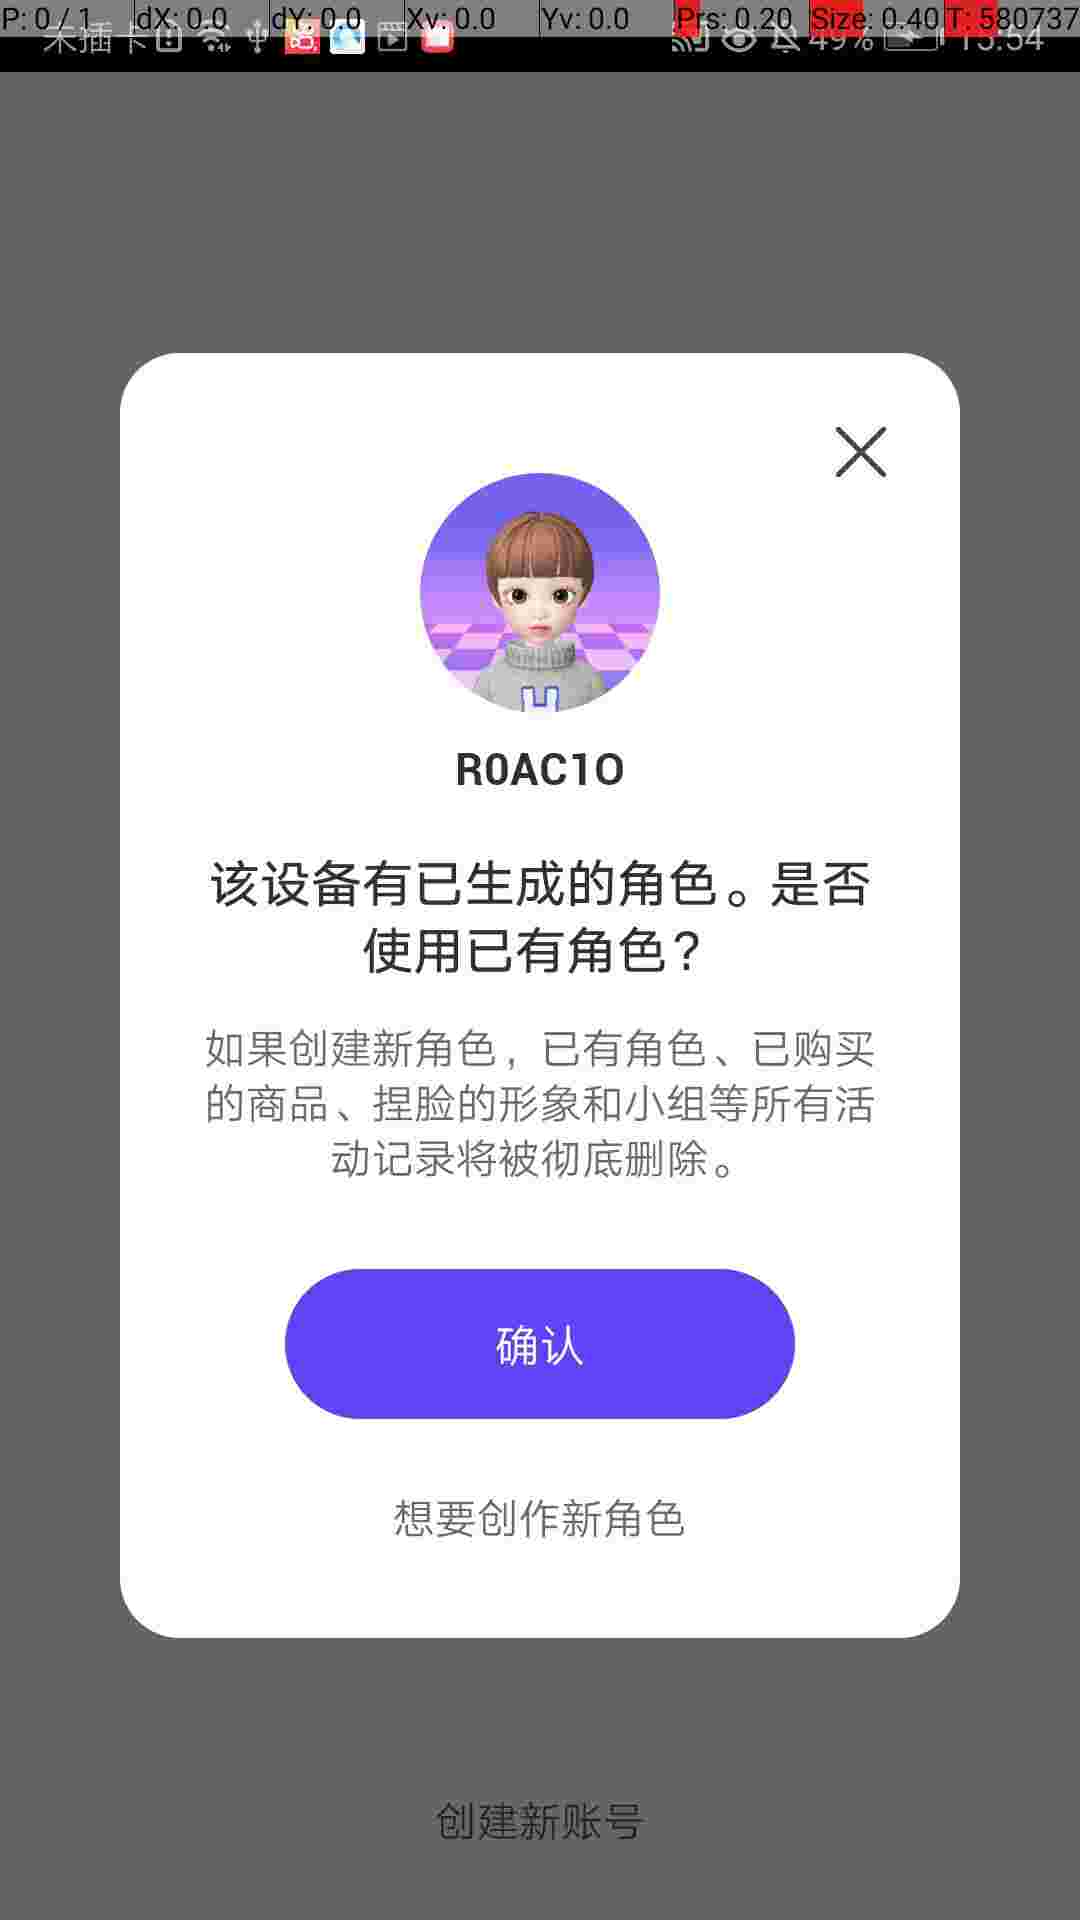 P: 0 / 1 dX: 0.0 dY: 0.0 Xv: 0.0 Yv: 0.0 Prs: 0.20 Size: 0.40 T: 580737
未插卡 49% 15:54
R0AC1O
该设备有已生成的角色。是否
使用已有角色？
如果创建新角色，已有角色、已购买
的商品、捏脸的形象和小组等所有活
动记录将被彻底删除。
确认
想要创作新角色
创建新账号